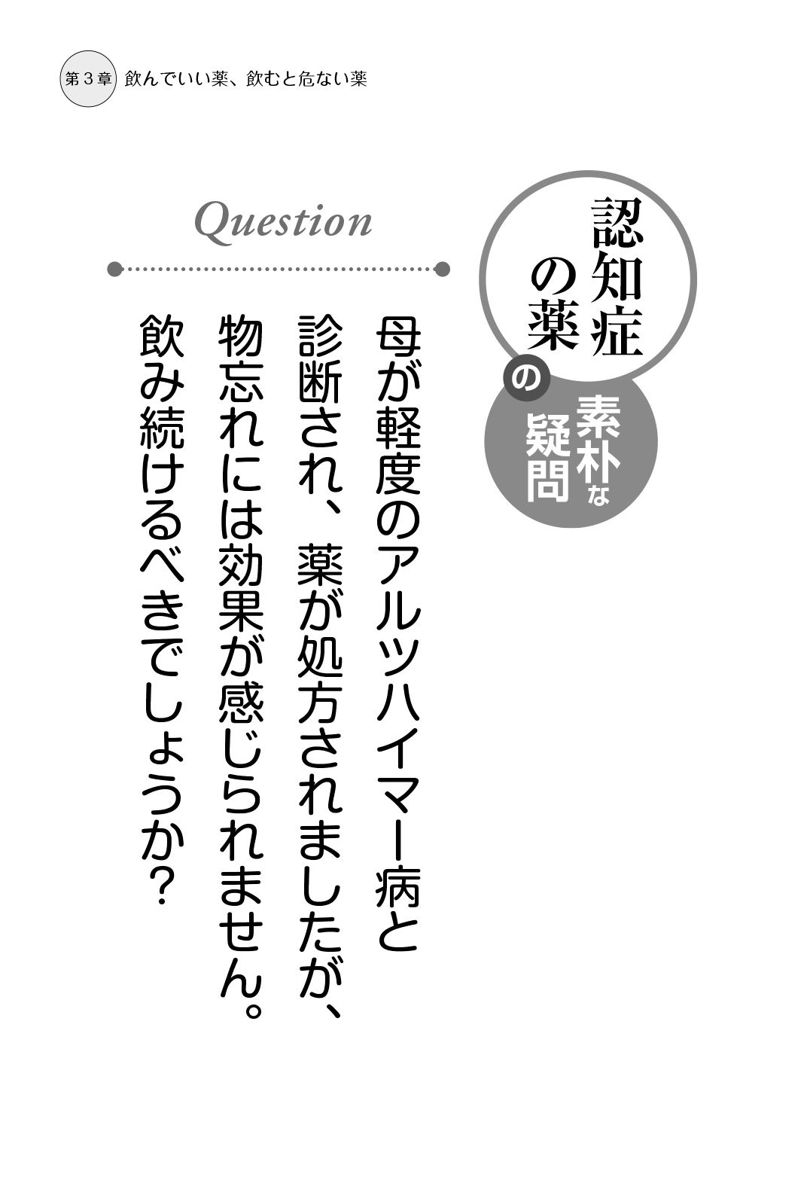 第3章 飲んでいい薬、飲むと危ない薬
認知症
の薬
の
素朴な
疑問
Question
母が軽度のアルツハイマー病と
診断され、薬が処方されましたが、
物忘れには効果が感じられません。
飲み続けるべきでしょうか？